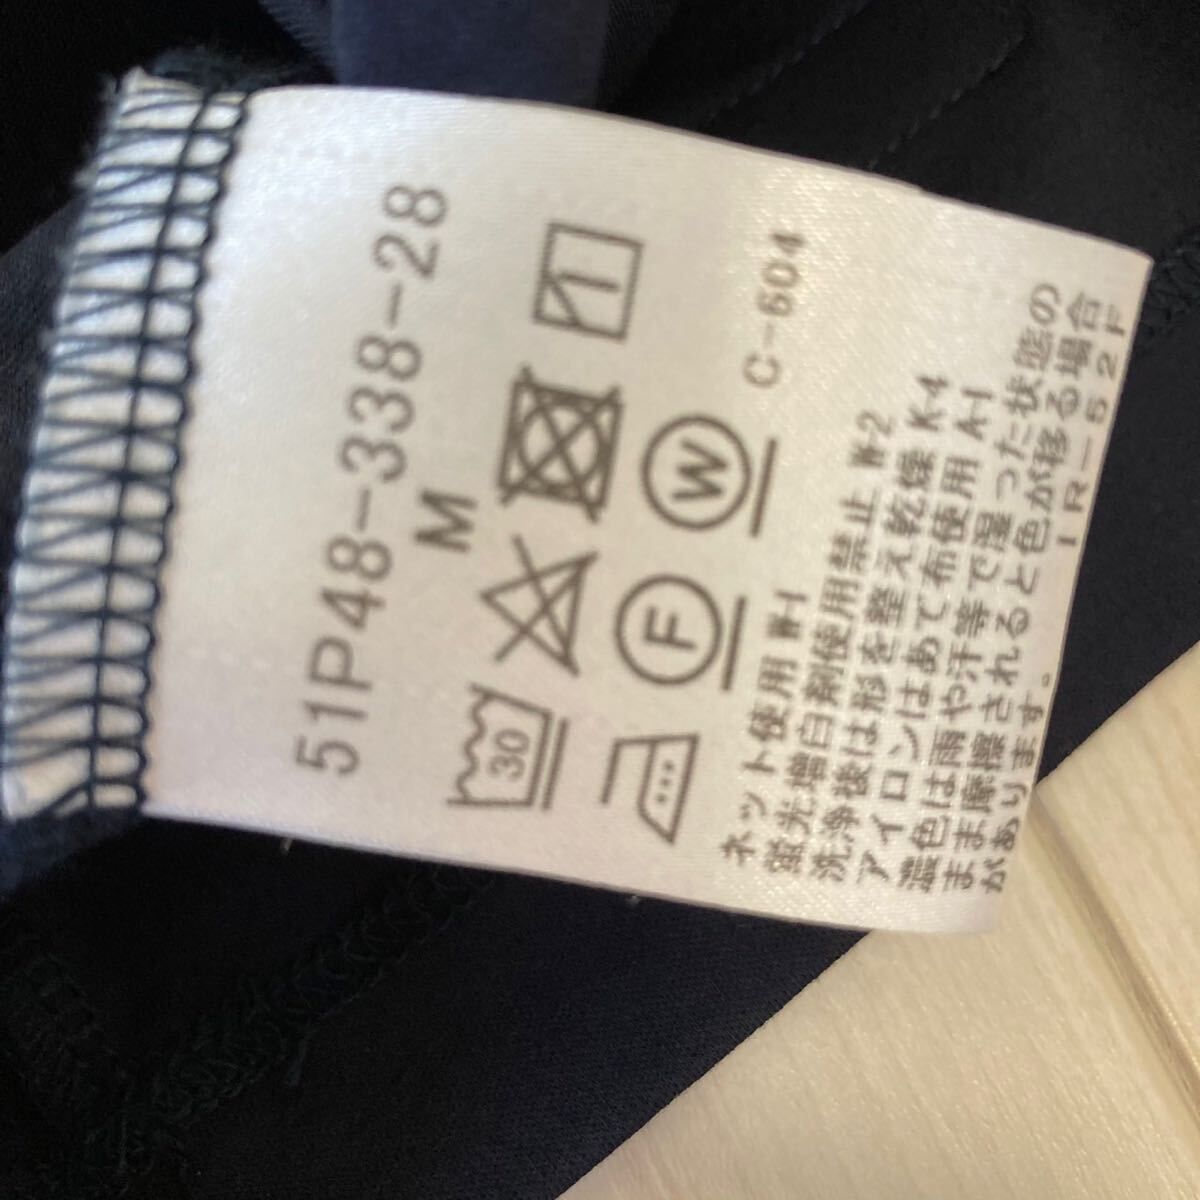 51P48-338-28
M
30
F
W
C-604
ネット使用 W-1
蛍光増白剤使用禁止 W-2
洗浄後は形を整え乾燥 K-4
アイロンはあて布使用 A-1
濃色は雨や汗等で湿った状態の
まま摩擦されると色が移る場合
があります。
IR-552F